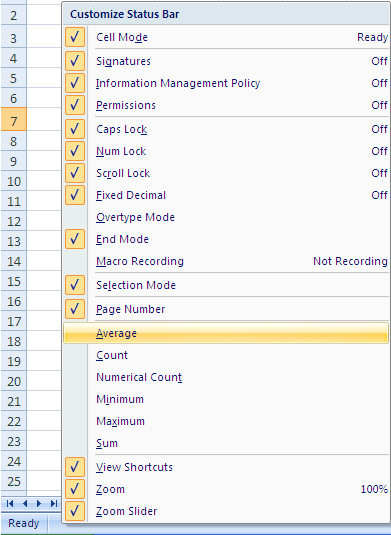 Customize Status Bar
2
3 Cell Mode Ready
4 Signatures Off
5 Information Management Policy Off
6 Permissions Off
7 Caps Lock Off
8 Num Lock Off
9 Scroll Lock Off
10 Fixed Decimal Off
11 Overtype Mode
12
13 End Mode
14 Macro Recording Not Recording
15 Selection Mode
16 Page Number
17
18 Average
19 Count
20 Numerical Count
21 Minimum
22 Maximum
23 Sum
24 View Shortcuts
25 Zoom 100%
Zoom Slider
Ready